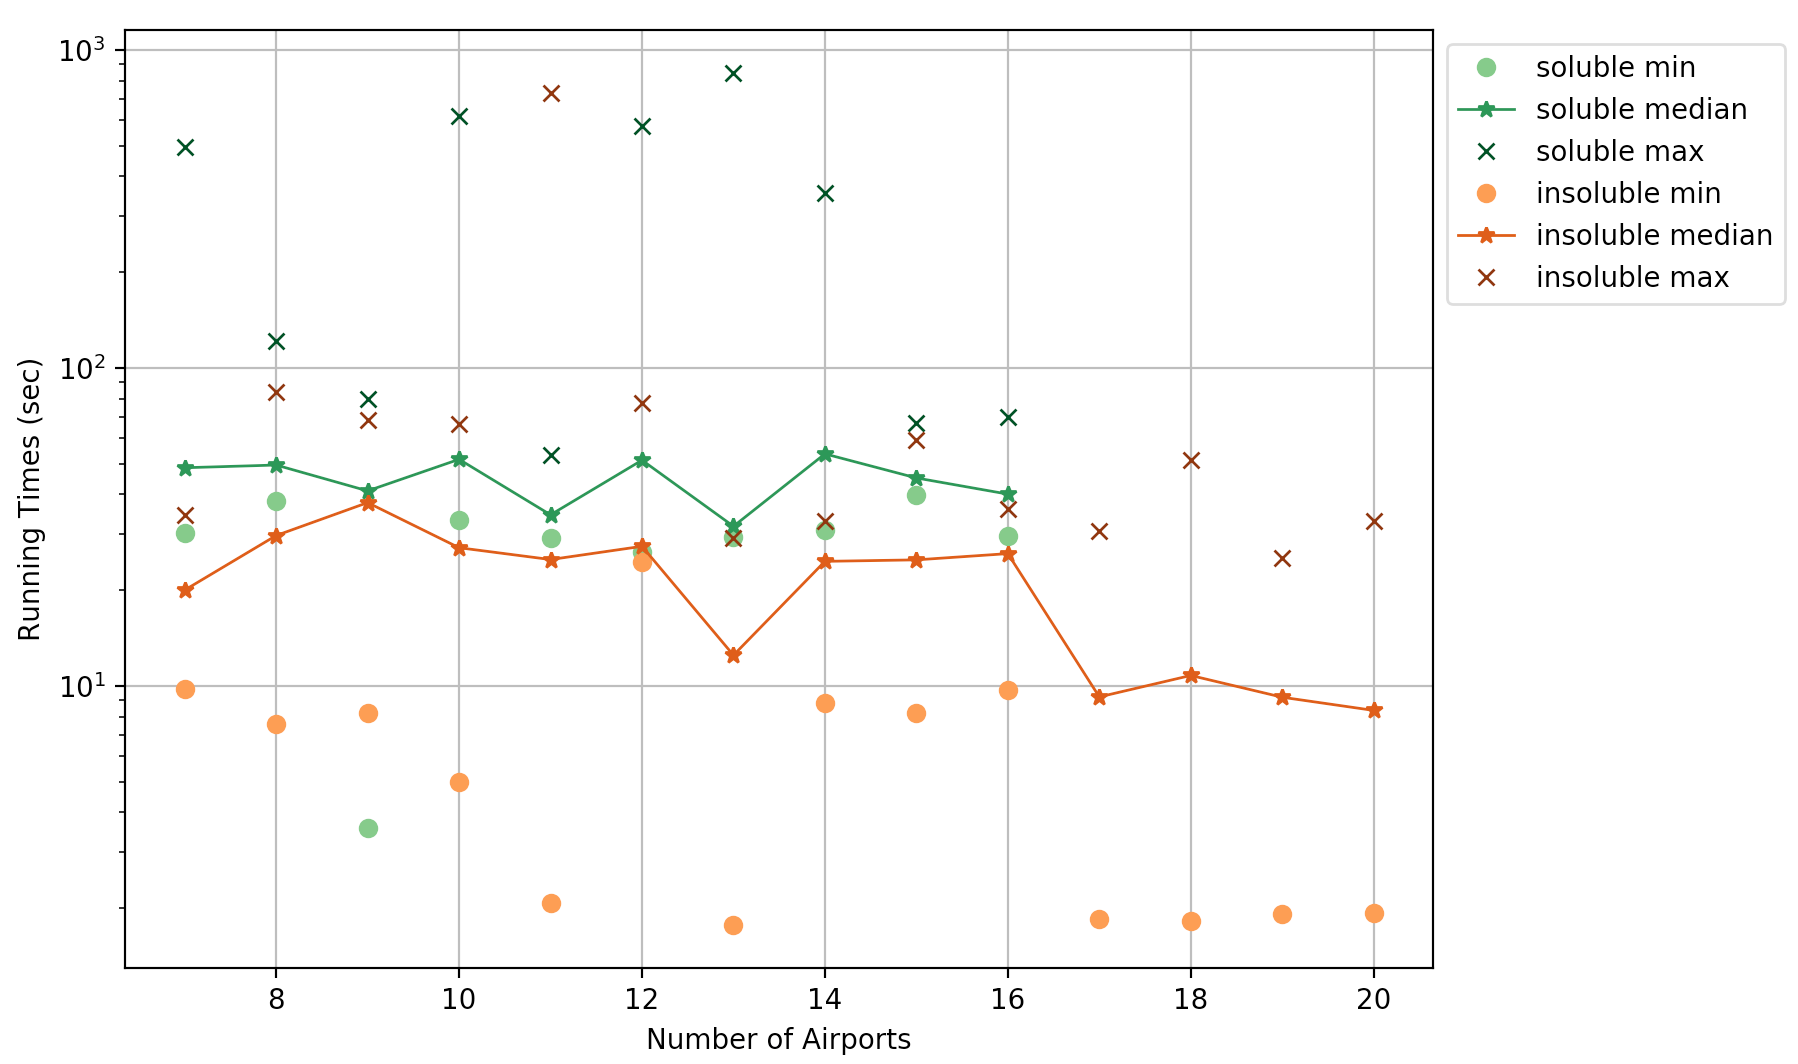 10³
10²
10¹
Running Times (sec)
8 10 12 14 16 18 20
Number of Airports
soluble min
soluble median
soluble max
insoluble min
insoluble median
insoluble max